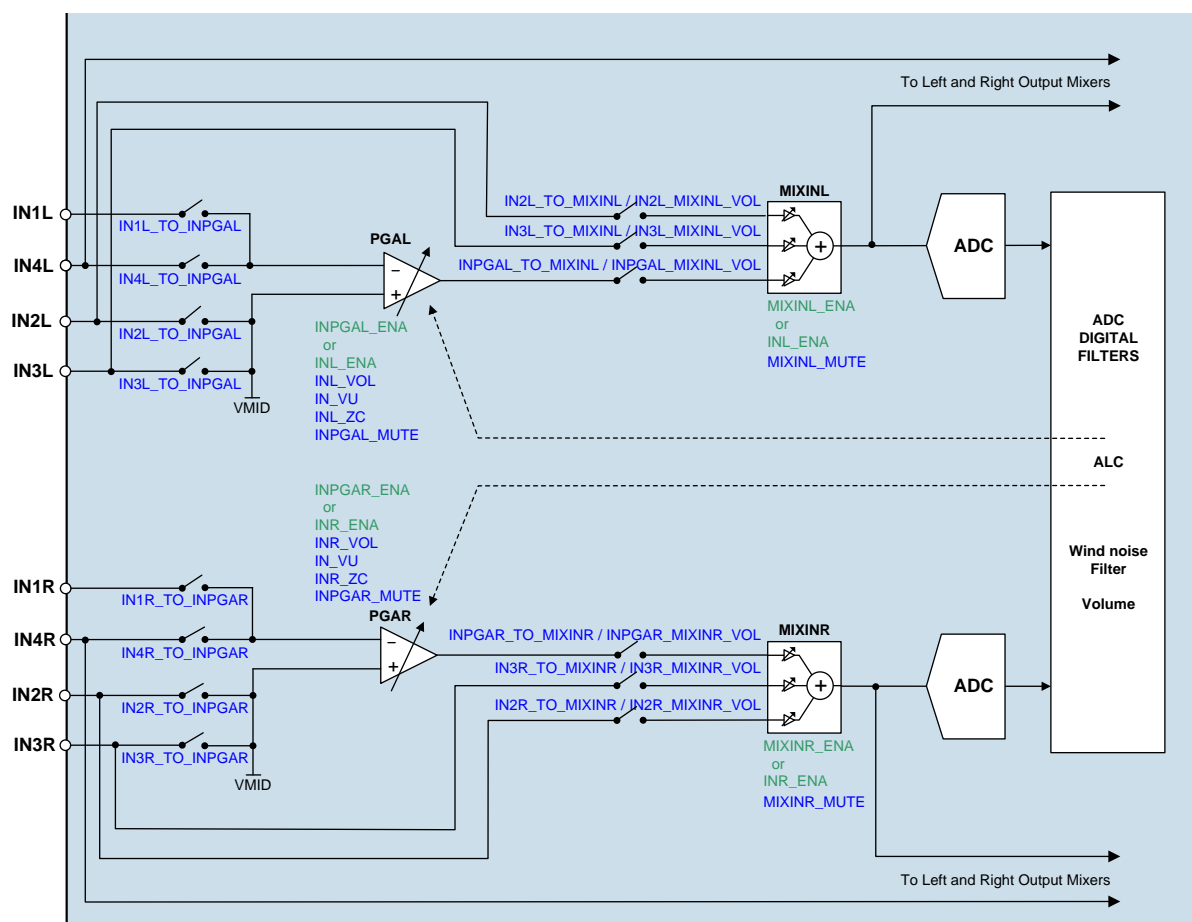 To Left and Right Output Mixers
IN1L
IN1L_TO_INPGAL
IN4L
IN4L_TO_INPGAL
IN2L
IN2L_TO_INPGAL
IN3L
IN3L_TO_INPGAL
VMID
PGAL
−
+
INPGAL_ENA
or
INL_ENA
INL_VOL
IN_VU
INL_ZC
INPGAL_MUTE
IN2L_TO_MIXINL / IN2L_MIXINL_VOL
IN3L_TO_MIXINL / IN3L_MIXINL_VOL
INPGAL_TO_MIXINL / INPGAL_MIXINL_VOL
MIXINL
+
MIXINL_ENA
or
INL_ENA
MIXINL_MUTE
ADC
ADC
DIGITAL
FILTERS
ALC
Wind noise
Filter
Volume
INPGAR_ENA
or
INR_ENA
INR_VOL
IN_VU
INR_ZC
INPGAR_MUTE
PGAR
−
+
IN1R
IN1R_TO_INPGAR
IN4R
IN4R_TO_INPGAR
IN2R
IN2R_TO_INPGAR
IN3R
IN3R_TO_INPGAR
VMID
INPGAR_TO_MIXINR / INPGAR_MIXINR_VOL
IN3R_TO_MIXINR / IN3R_MIXINR_VOL
IN2R_TO_MIXINR / IN2R_MIXINR_VOL
MIXINR
+
MIXINR_ENA
or
INR_ENA
MIXINR_MUTE
ADC
To Left and Right Output Mixers